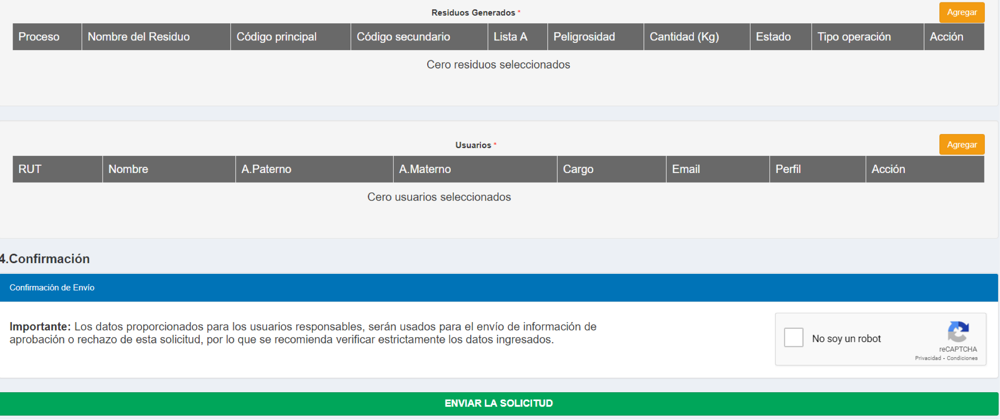 Residuos Generados *
Agregar
Proceso Nombre del Residuo Código principal Código secundario Lista A Peligrosidad Cantidad (Kg) Estado Tipo operación Acción
Cero residuos seleccionados
Usuarios *
Agregar
RUT Nombre A.Paterno A.Materno Cargo Email Perfil Acción
Cero usuarios seleccionados
4.Confirmación
Confirmación de Envío
Importante: Los datos proporcionados para los usuarios responsables, serán usados para el envío de información de
aprobación o rechazo de esta solicitud, por lo que se recomienda verificar estrictamente los datos ingresados.
No soy un robot
reCAPTCHA
Privacidad - Condiciones
ENVIAR LA SOLICITUD